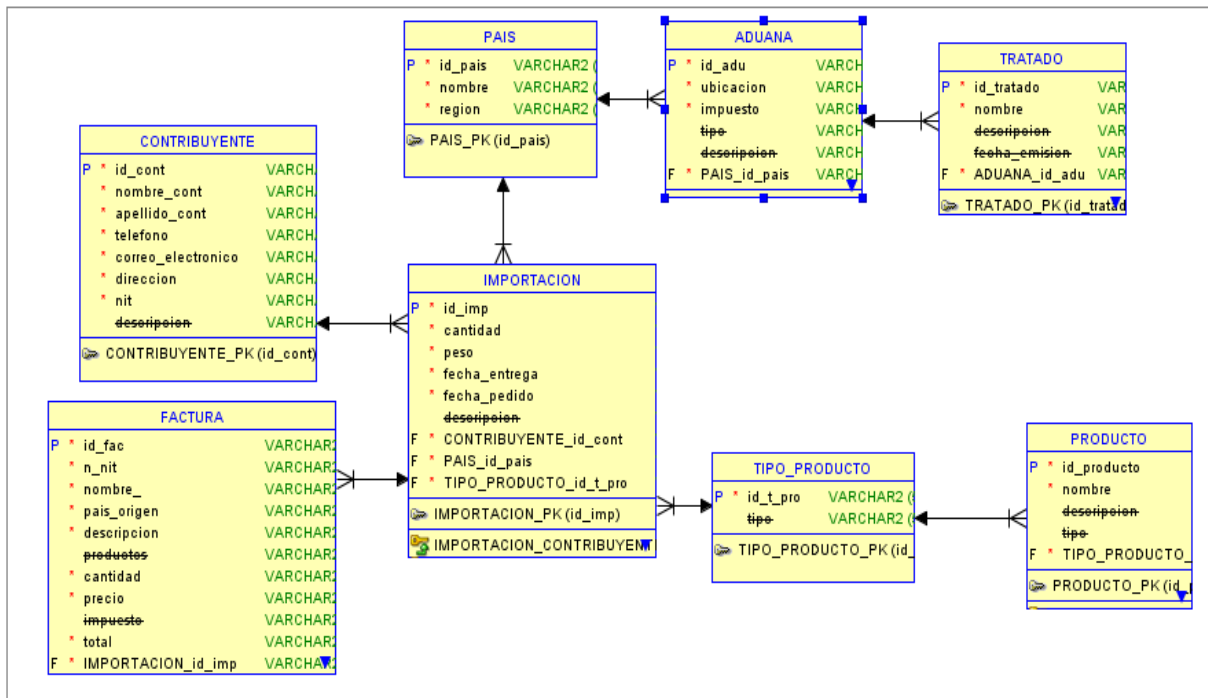 PAIS
P * id_pais VARCHAR2 (
* nombre VARCHAR2 (
* region VARCHAR2 (
PAIS_PK (id_pais)
ADUANA
P * id_adu VARCH
* ubicacion VARCH
* impuesto VARCH
tipo VARCH
descripcion VARCH
F * PAIS_id_pais VARCH
TRATADO
P * id_tratado VAR
* nombre VAR
descripcion VAR
fecha_emision VAR
F * ADUANA_id_adu VAR
TRATADO_PK (id_tratad
CONTRIBUYENTE
P * id_cont VARCH
* nombre_cont VARCH
* apellido_cont VARCH
* telefono VARCH
* correo_electronico VARCH
* direccion VARCH
* nit VARCH
descripcion VARCH
CONTRIBUYENTE_PK (id_cont)
IMPORTACION
P * id_imp
* cantidad
* peso
* fecha_entrega
* fecha_pedido
descripcion
F * CONTRIBUYENTE_id_cont
F * PAIS_id_pais
F * TIPO_PRODUCTO_id_t_pro
IMPORTACION_PK (id_imp)
IMPORTACION_CONTRIBUYENT
FACTURA
P * id_fac VARCHAR2
* n_nit VARCHAR2
* nombre_ VARCHAR2
* pais_origen VARCHAR2
* descripcion VARCHAR2
productos VARCHAR2
* cantidad VARCHAR2
* precio VARCHAR2
impuesto VARCHAR2
* total VARCHAR2
F * IMPORTACION_id_imp VARCHAR2
TIPO_PRODUCTO
P * id_t_pro VARCHAR2 (
tipo VARCHAR2 (
TIPO_PRODUCTO_PK (id_
PRODUCTO
P * id_producto
* nombre
descripcion
tipo
F * TIPO_PRODUCTO_
PRODUCTO_PK (id_